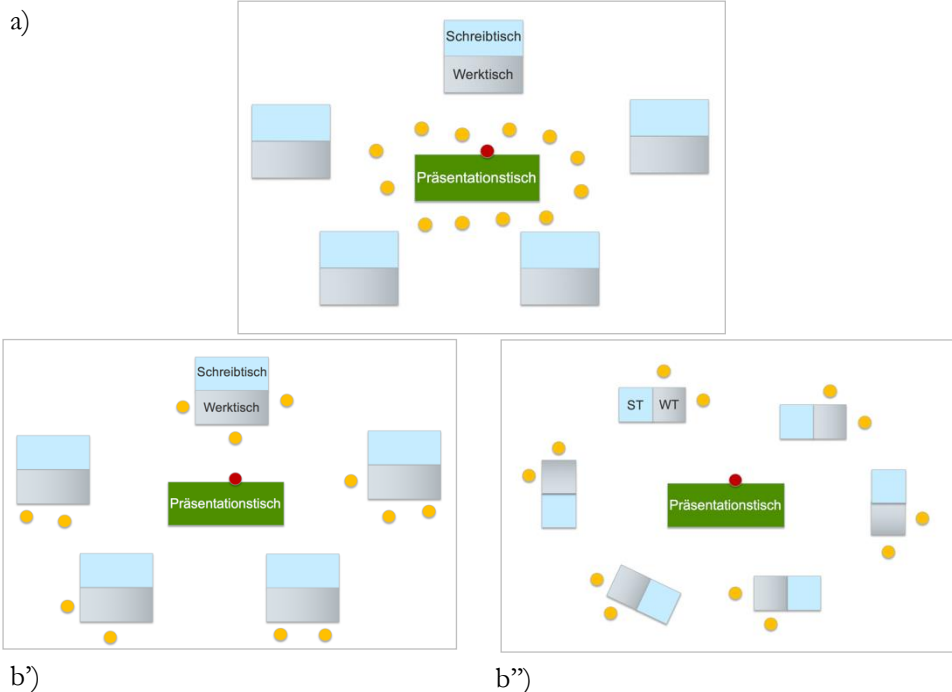 a)
Schreibtisch
Werktisch
Präsentationstisch
Schreibtisch
Werktisch
Präsentationstisch
ST WT
Präsentationstisch
b')
b'')